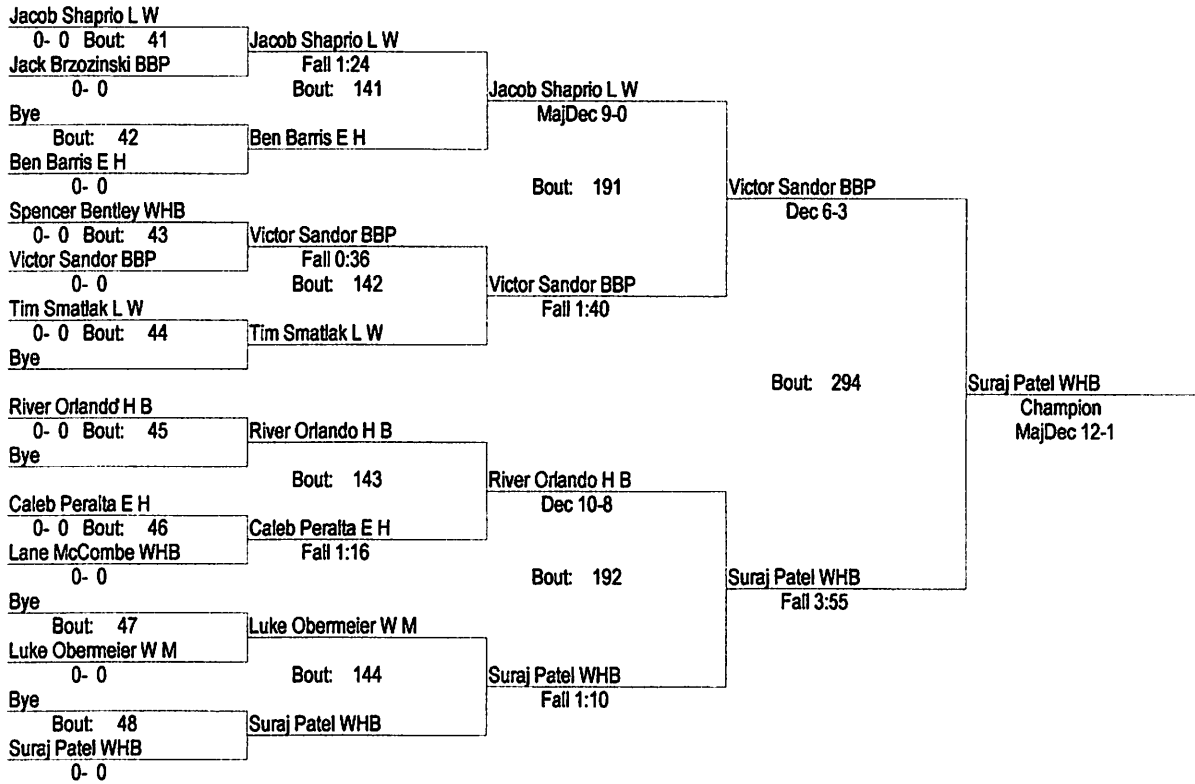 Jacob Shaprio L W
0- 0 Bout: 41
Jack Brzozinski BBP
0- 0
Bye
Bout: 42
Ben Barris E H
0- 0
Spencer Bentley WHB
0- 0 Bout: 43
Victor Sandor BBP
0- 0
Tim Smatlak L W
0- 0 Bout: 44
Bye
River Orlando H B
0- 0 Bout: 45
Bye
Caleb Peralta E H
0- 0 Bout: 46
Lane McCombe WHB
0- 0
Bye
Bout: 47
Luke Obermeier W M
0- 0
Bye
Bout: 48
Suraj Patel WHB
0- 0
Jacob Shaprio L W
Fall 1:24
Bout: 141
Ben Barris E H
Victor Sandor BBP
Fall 0:36
Bout: 142
Tim Smatlak L W
River Orlando H B
Bout: 143
Caleb Peralta E H
Fall 1:16
Luke Obermeier W M
Bout: 144
Suraj Patel WHB
Jacob Shaprio L W
MajDec 9-0
Bout: 191
Victor Sandor BBP
Fall 1:40
River Orlando H B
Dec 10-8
Bout: 192
Suraj Patel WHB
Fall 1:10
Victor Sandor BBP
Dec 6-3
Bout: 294
Suraj Patel WHB
Fall 3:55
Suraj Patel WHB
Champion
MajDec 12-1